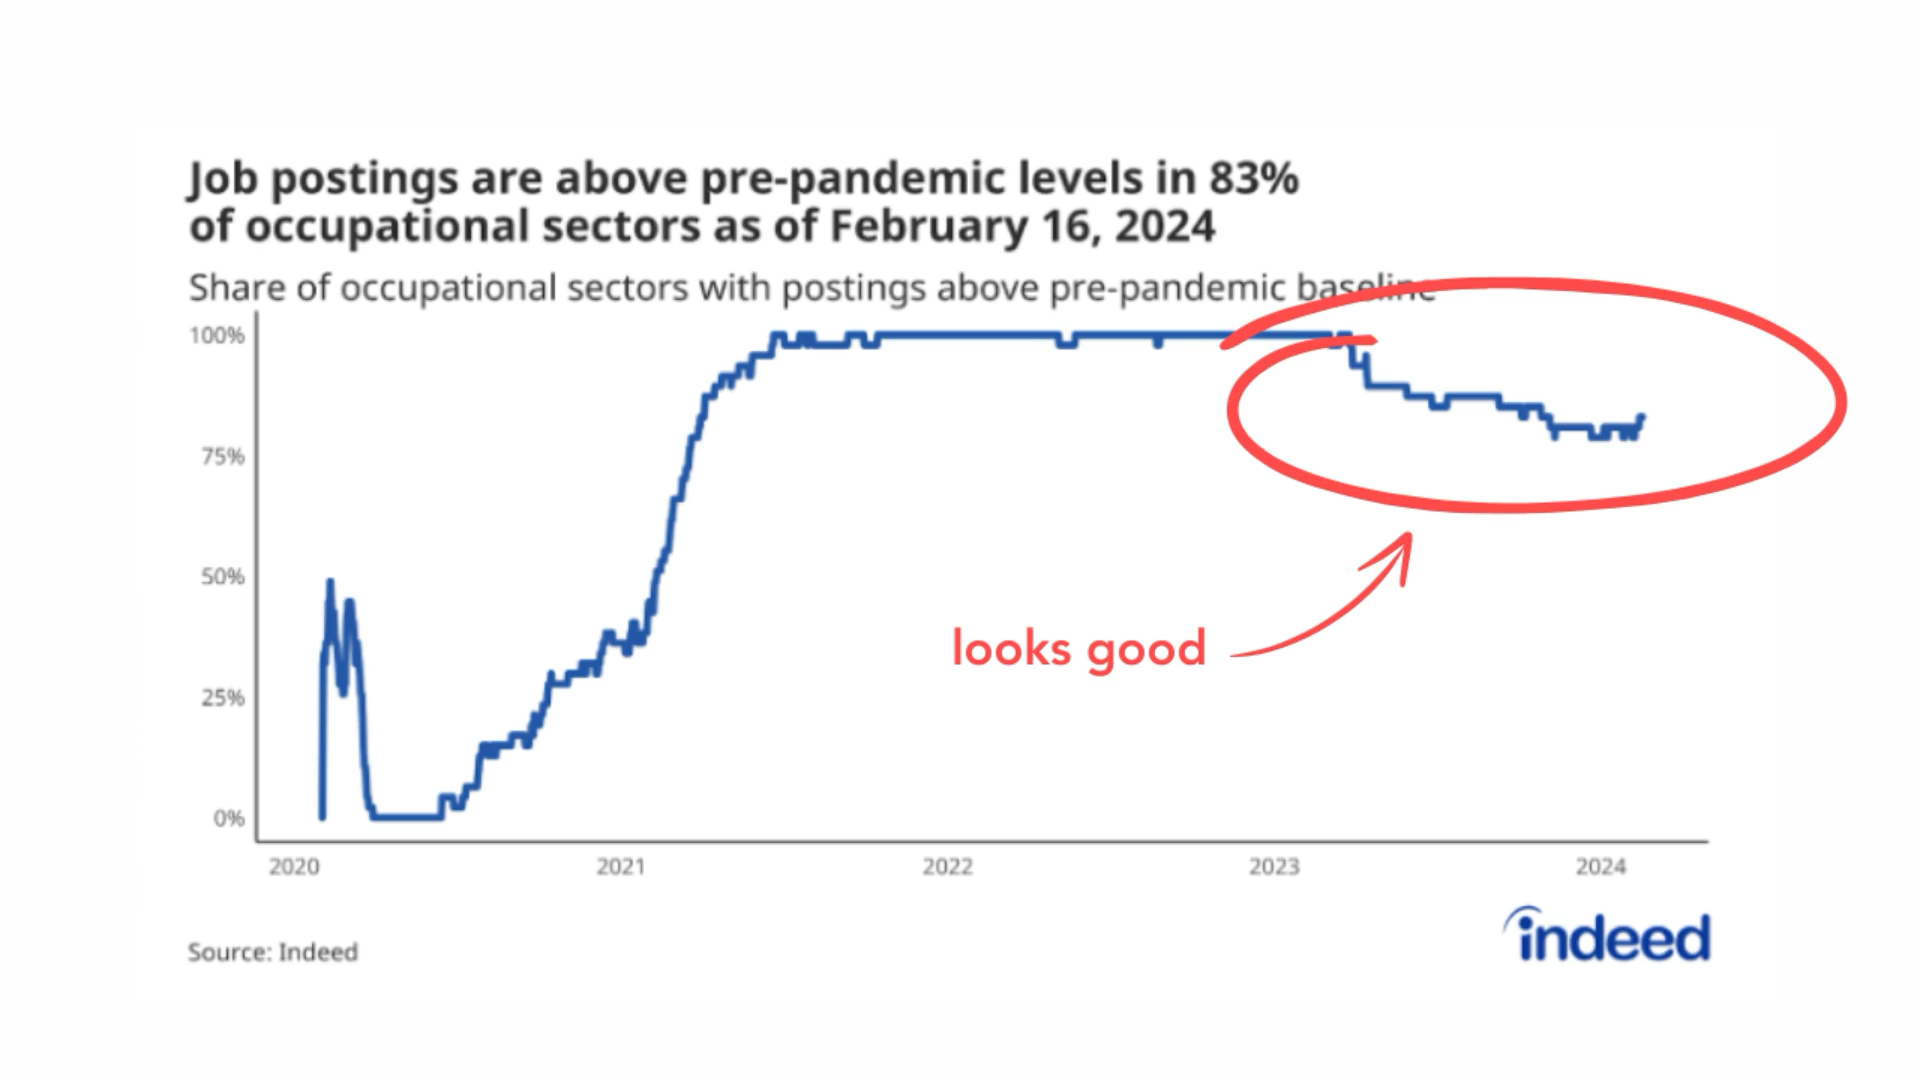 Job postings are above pre-pandemic levels in 83%
of occupational sectors as of February 16, 2024
Share of occupational sectors with postings above pre-pandemic baseline
100%
75%
50%
25%
0%
looks good
2020 2021 2022 2023 2024
Source: Indeed
indeed